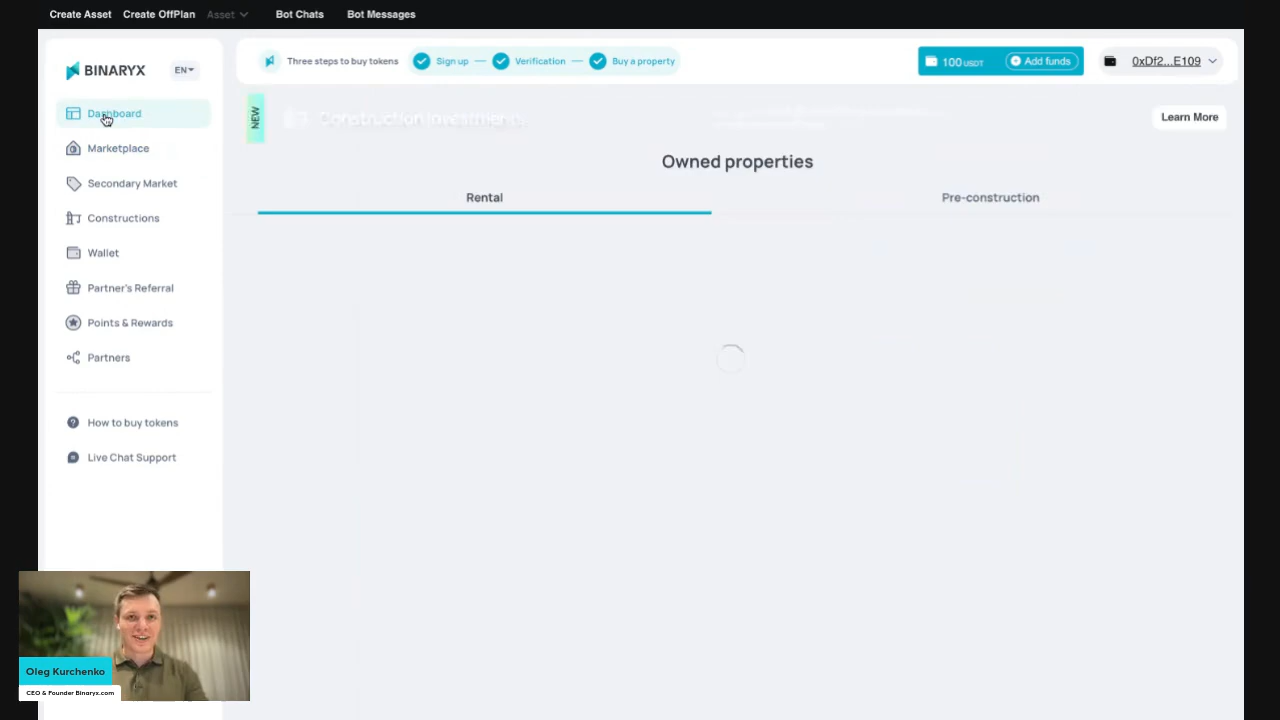 Create Asset Create OffPlan Asset Bot Chats Bot Messages
BINARYX EN
Three steps to buy tokens Sign up Verification Buy a property 100 USDT Add funds 0xDf2...E109
Dashboard
Marketplace
Secondary Market
Constructions
Wallet
Partner's Referral
Points & Rewards
Partners
How to buy tokens
Live Chat Support
NEW Construction Investments Learn More
Owned properties
Rental Pre-construction
Oleg Kurchenko
CEO & Founder Binaryx.com